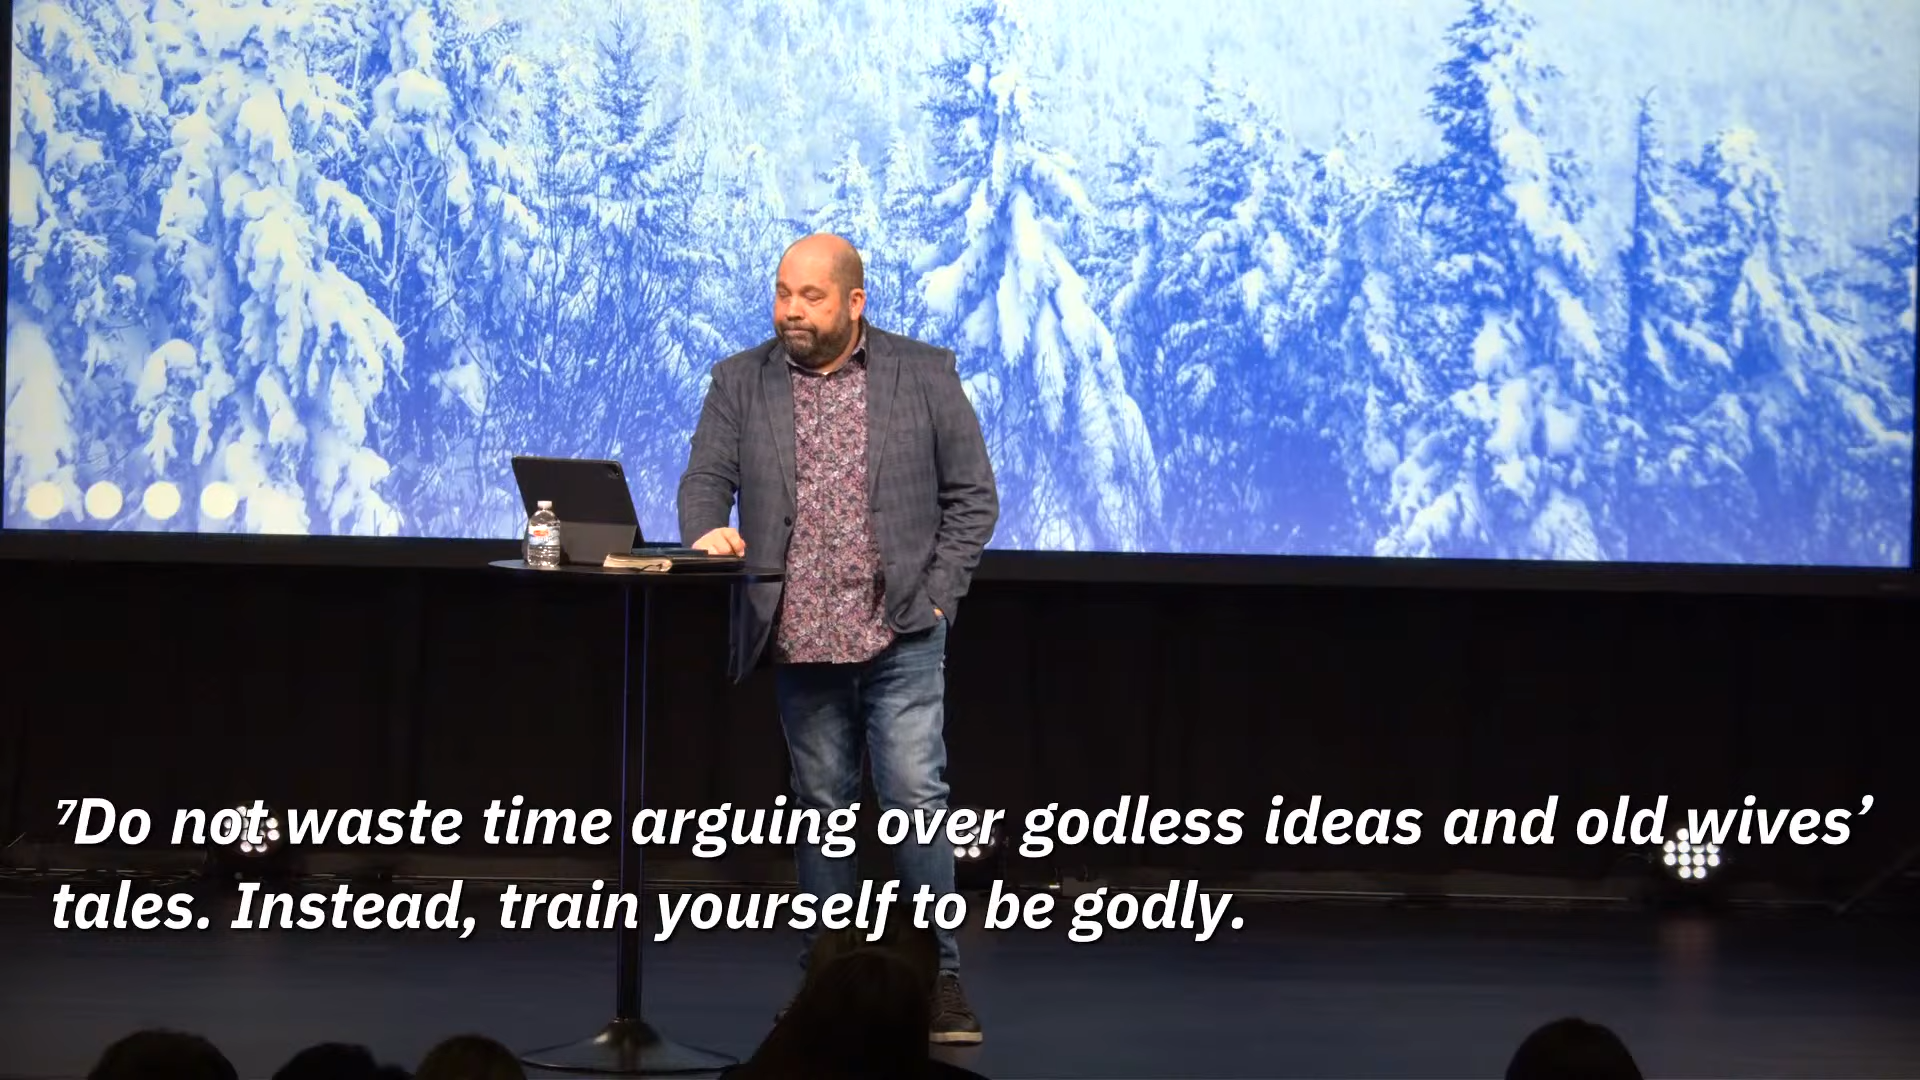 ⁷Do not waste time arguing over godless ideas and old wives’
tales. Instead, train yourself to be godly.